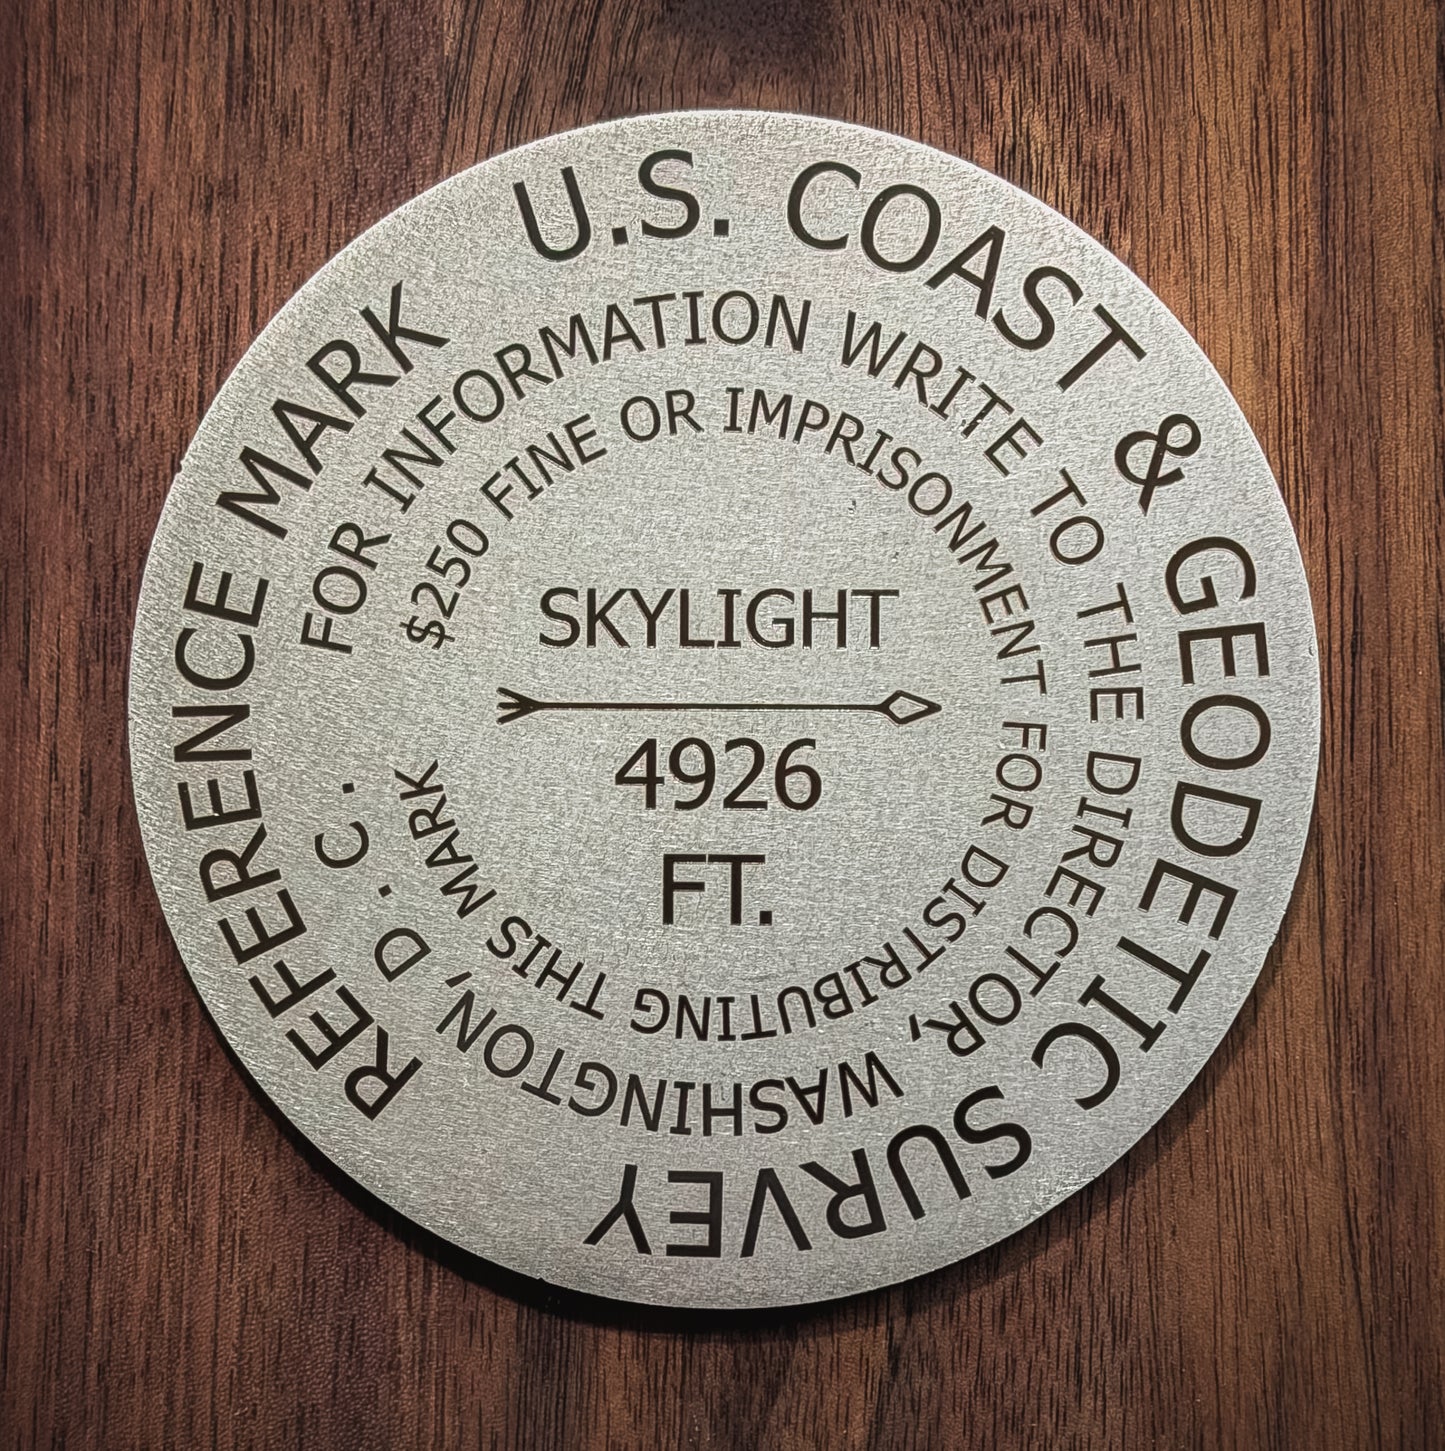 U.S. COAST & GEODETIC SURVEY
REFERENCE MARK
FOR INFORMATION WRITE TO THE DIRECTOR, WASHINGTON, D.C.
$250 FINE OR IMPRISONMENT FOR DISTRIBUTING THIS MARK
SKYLIGHT
4926
FT.